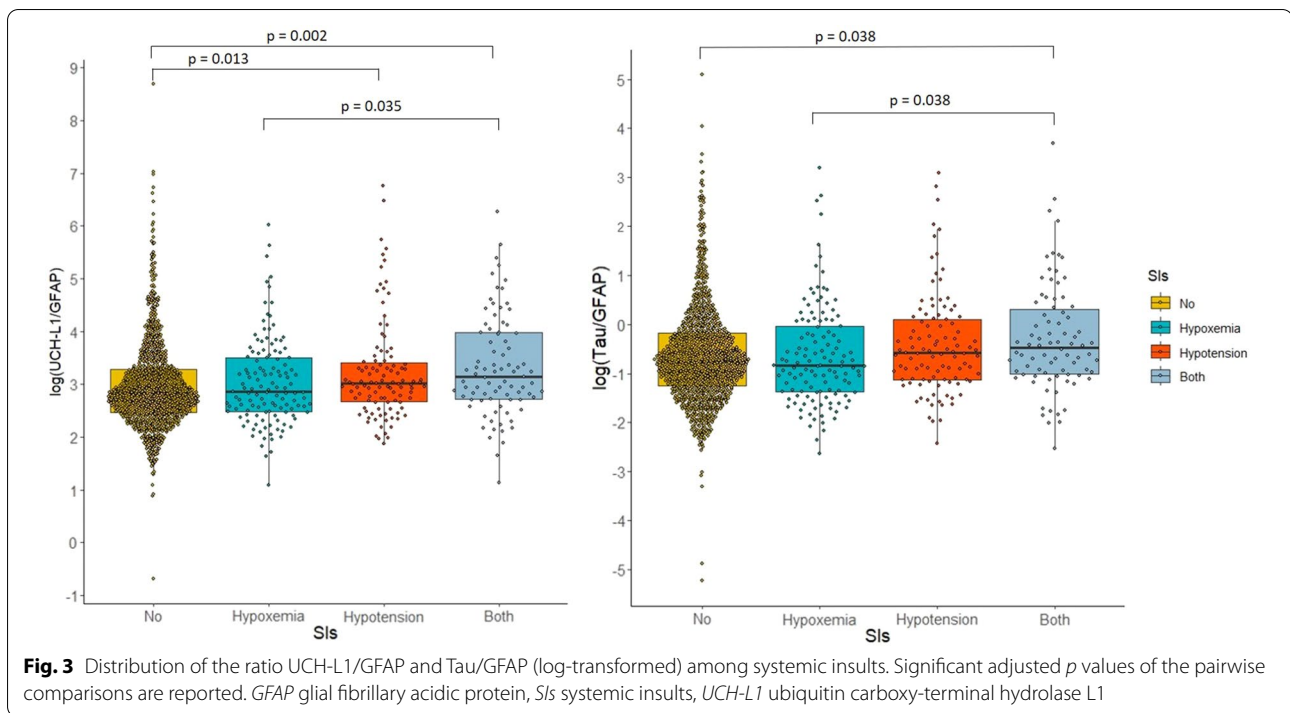 p = 0.002
p = 0.013
p = 0.035
9
8
7
6
5
4
3
2
1
0
-1
log(UCH-L1/GFAP)
No
Hypoxemia
Hypotension
Both
SIs
p = 0.038
p = 0.038
5
4
3
2
1
0
-1
-2
-3
-4
-5
log(Tau/GFAP)
No
Hypoxemia
Hypotension
Both
SIs
SIs
No
Hypoxemia
Hypotension
Both
Fig. 3 Distribution of the ratio UCH-L1/GFAP and Tau/GFAP (log-transformed) among systemic insults. Significant adjusted p values of the pairwise
comparisons are reported. GFAP glial fibrillary acidic protein, SIs systemic insults, UCH-L1 ubiquitin carboxy-terminal hydrolase L1